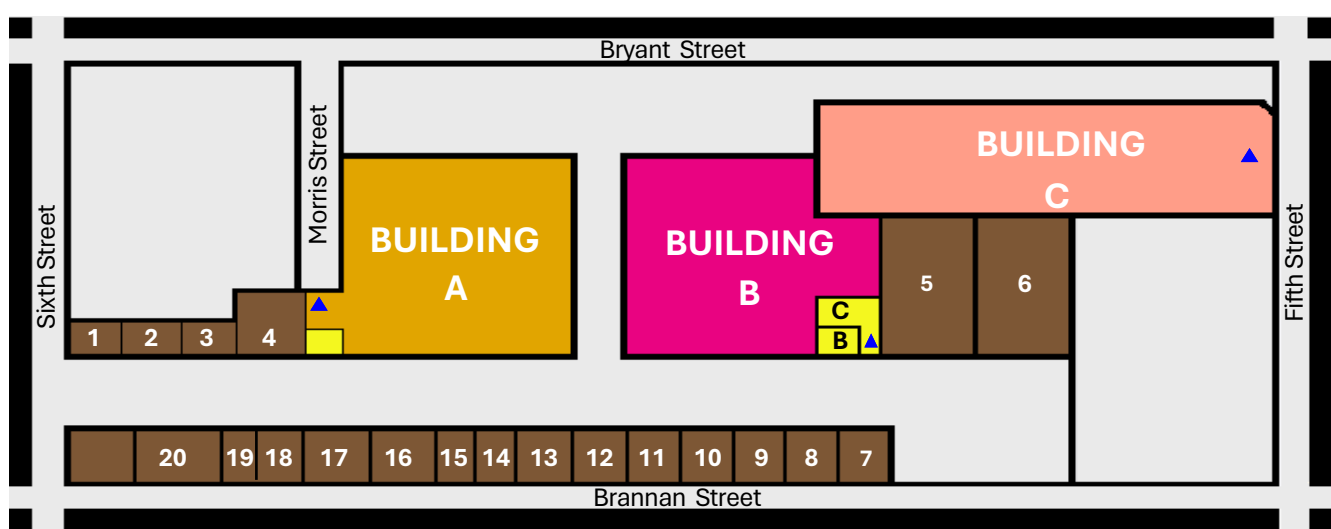 Bryant Street
Sixth Street
Morris Street
Fifth Street
BUILDING
A
BUILDING
B
BUILDING
C
C
B
1
2
3
4
5
6
20
19
18
17
16
15
14
13
12
11
10
9
8
7
Brannan Street